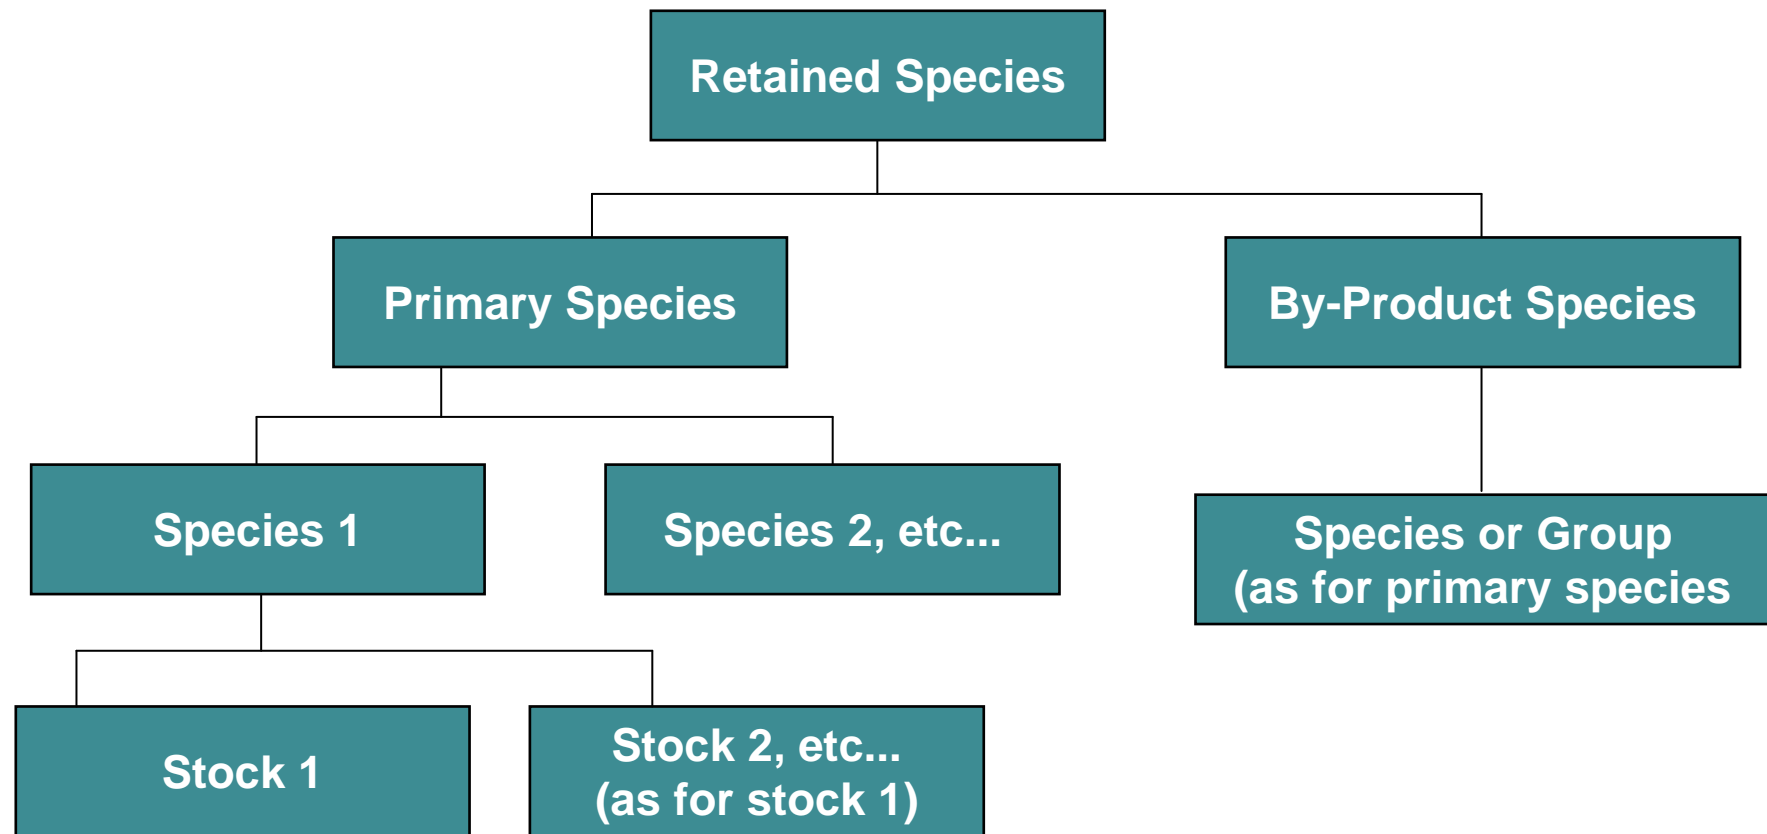 Retained Species
Primary Species
By-Product Species
Species 1
Species 2, etc...
Species or Group
(as for primary species
Stock 1
Stock 2, etc...
(as for stock 1)